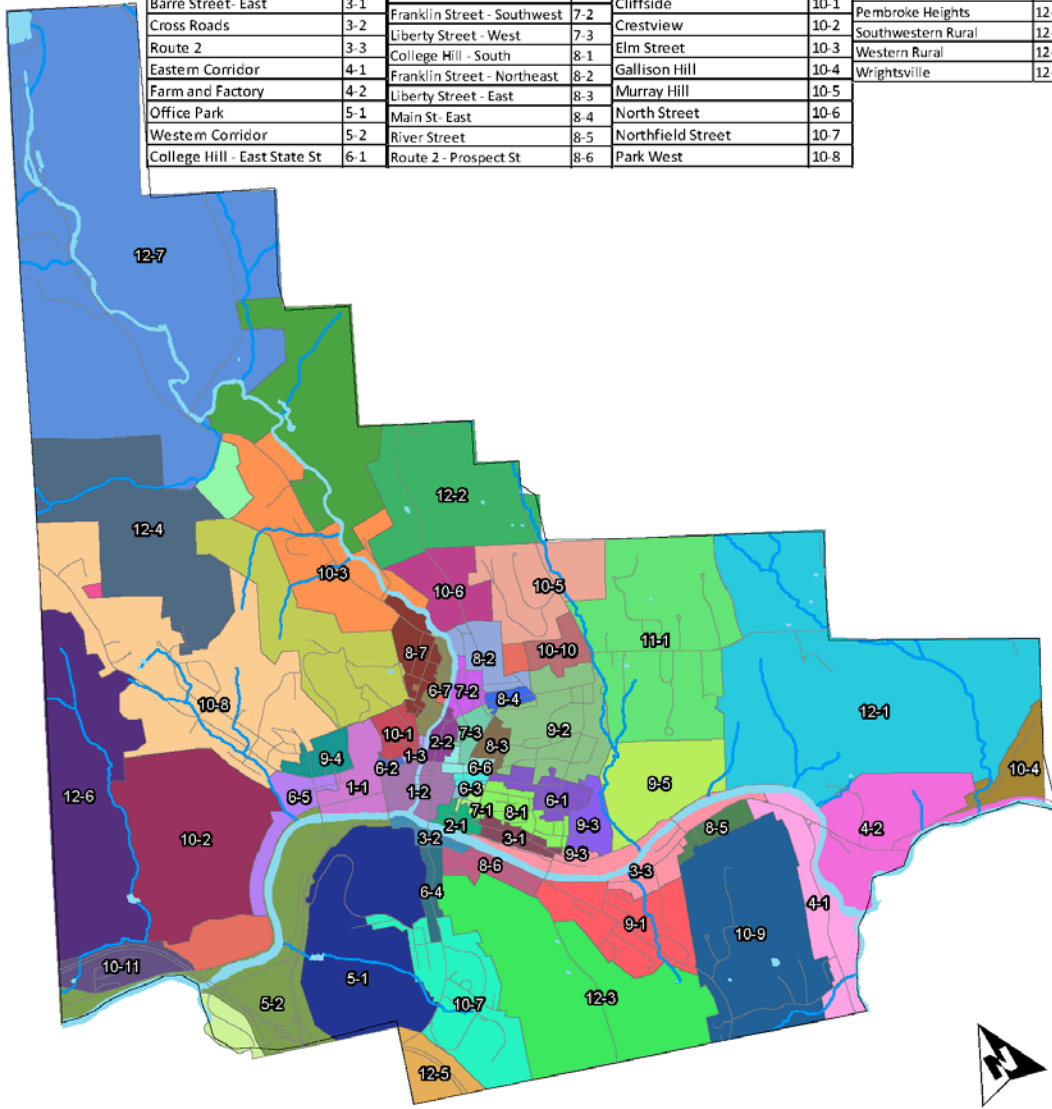 Barre Street- East 3-1
Cross Roads 3-2
Route 2 3-3
Eastern Corridor 4-1
Farm and Factory 4-2
Office Park 5-1
Western Corridor 5-2
College Hill - East State St 6-1
Franklin Street - Southwest 7-2
Liberty Street - West 7-3
College Hill - South 8-1
Franklin Street - Northeast 8-2
Liberty Street - East 8-3
Main St- East 8-4
River Street 8-5
Route 2 - Prospect St 8-6
Cliffside 10-1
Crestview 10-2
Elm Street 10-3
Gallison Hill 10-4
Murray Hill 10-5
North Street 10-6
Northfield Street 10-7
Park West 10-8
Pembroke Heights 12-
Southwestern Rural 12-
Western Rural 12-
Wrightsville 12-
12-7
12-2
12-4
10-3
10-6
10-5
11-1
8-7
8-2
10-10
6-7
7-2
8-4
10-8
12-1
10-1
2-2
7-3
9-2
8-3
1-3
9-4
6-2
6-6
10-4
12-6
6-5
1-1
1-2
6-3
9-5
6-1
7-1
8-1
2-1
9-3
8-5
4-2
10-2
3-2
3-1
9-3
8-6
3-3
6-4
4-1
9-1
10-9
10-11
5-1
5-2
10-7
12-3
12-5
N